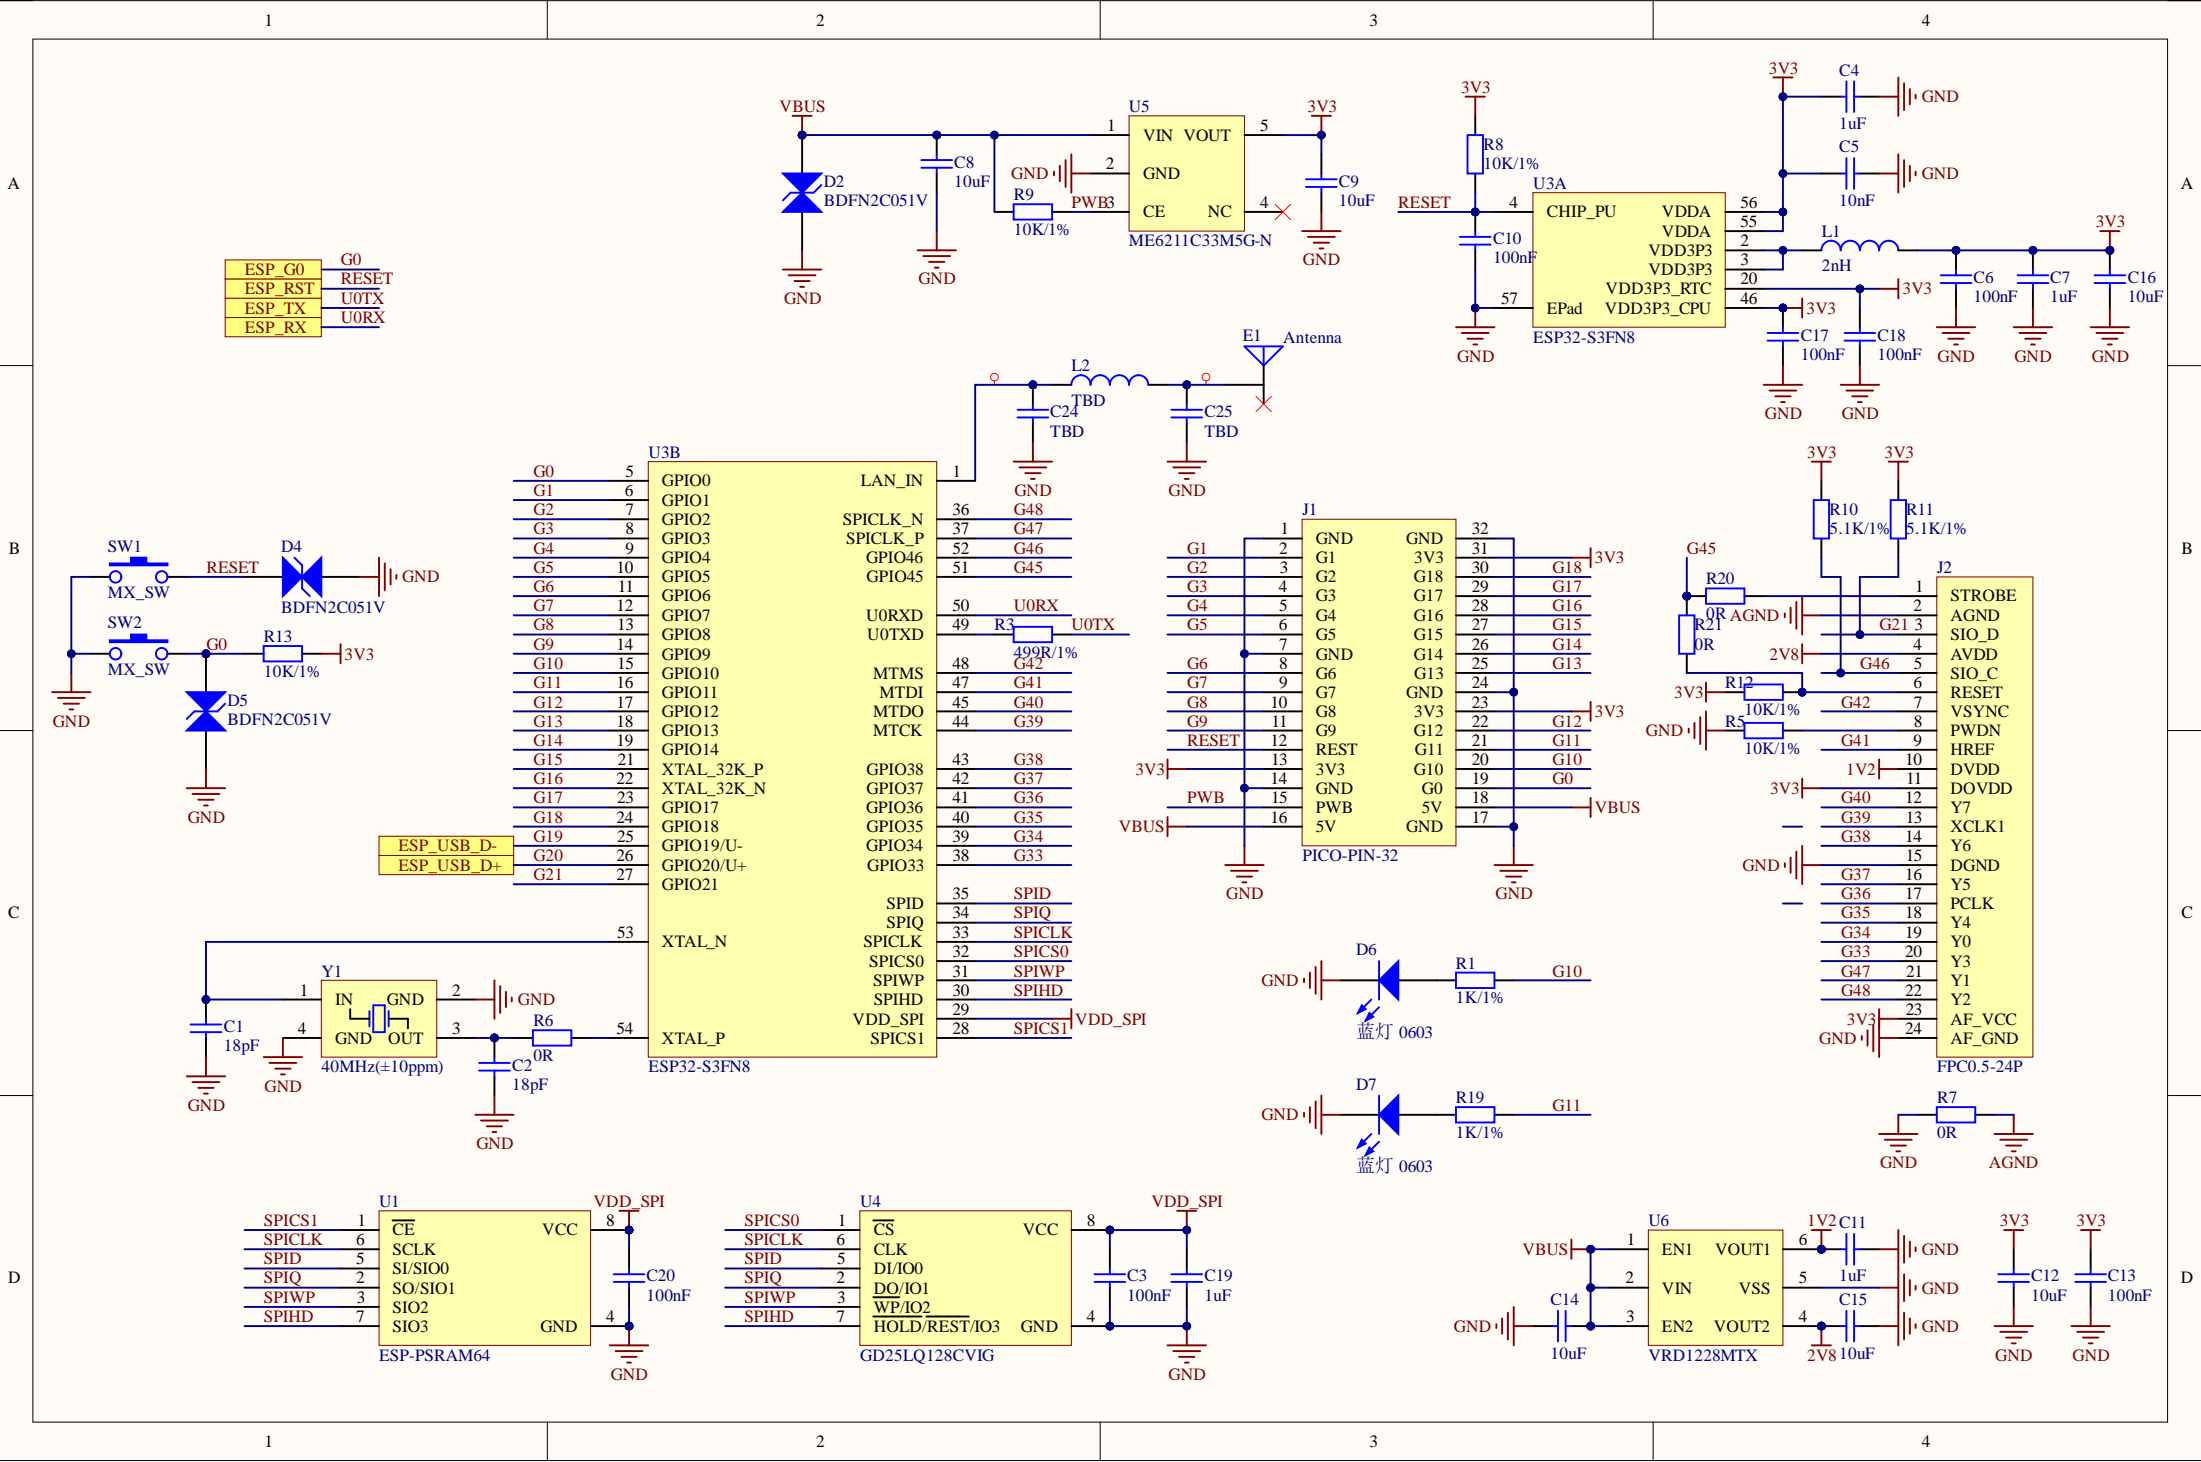 1 2 3 4
A
B
C
D
VBUS
D2
BDFN2C051V
GND
C8
10uF
GND
R9
10K/1%
PWB
GND
U5
1 VIN VOUT 5
2 GND
3 CE NC 4
ME6211C33M5G-N
3V3
C9
10uF
GND
3V3
R8
10K/1%
RESET
C10
100nF
GND
U3A
4 CHIP_PU VDDA 56
VDDA 55
VDD3P3 2
VDD3P3 3
VDD3P3_RTC 20
57 EPad VDD3P3_CPU 46
ESP32-S3FN8
3V3
C4
1uF
GND
C5
10nF
GND
L1
2nH
3V3
C6
100nF
GND
C7
1uF
GND
C16
10uF
GND
3V3
3V3
C17
100nF
GND
C18
100nF
GND
ESP_G0 G0
ESP_RST RESET
ESP_TX U0TX
ESP_RX U0RX
E1 Antenna
L2
TBD
C24
TBD
GND
C25
TBD
GND
SW1
MX_SW
RESET
D4
BDFN2C051V
GND
SW2
MX_SW
G0
R13
10K/1%
3V3
GND
D5
BDFN2C051V
GND
U3B
G0 5 GPIO0
G1 6 GPIO1
G2 7 GPIO2
G3 8 GPIO3
G4 9 GPIO4
G5 10 GPIO5
G6 11 GPIO6
G7 12 GPIO7
G8 13 GPIO8
G9 14 GPIO9
G10 15 GPIO10
G11 16 GPIO11
G12 17 GPIO12
G13 18 GPIO13
G14 19 GPIO14
G15 21 XTAL_32K_P
G16 22 XTAL_32K_N
G17 23 GPIO17
G18 24 GPIO18
ESP_USB_D- G19 25 GPIO19/U-
ESP_USB_D+ G20 26 GPIO20/U+
G21 27 GPIO21
53 XTAL_N
54 XTAL_P
LAN_IN 1
SPICLK_N 36 G48
SPICLK_P 37 G47
GPIO46 52 G46
GPIO45 51 G45
U0RXD 50 U0RX
U0TXD 49 R3 U0TX
499R/1%
MTMS 48 G42
MTDI 47 G41
MTDO 45 G40
MTCK 44 G39
GPIO38 43 G38
GPIO37 42 G37
GPIO36 41 G36
GPIO35 40 G35
GPIO34 39 G34
GPIO33 38 G33
SPID 35 SPID
SPIQ 34 SPIQ
SPICLK 33 SPICLK
SPICS0 32 SPICS0
SPIWP 31 SPIWP
SPIHD 30 SPIHD
VDD_SPI 29 VDD_SPI
SPICS1 28 SPICS1
ESP32-S3FN8
Y1
1 IN GND 2
4 GND OUT 3
40MHz(±10ppm)
GND
GND
C1
18pF
GND
R6
0R
C2
18pF
GND
J1
1 GND GND 32
G1 2 G1 3V3 31 3V3
G2 3 G2 G18 30 G18
G3 4 G3 G17 29 G17
G4 5 G4 G16 28 G16
G5 6 G5 G15 27 G15
7 GND G14 26 G14
G6 8 G6 G13 25 G13
G7 9 G7 GND 24
G8 10 G8 3V3 23 3V3
G9 11 G9 G12 22 G12
RESET 12 REST G11 21 G11
3V3 13 3V3 G10 20 G10
14 GND G0 19 G0
PWB 15 PWB 5V 18 VBUS
VBUS 16 5V GND 17
PICO-PIN-32
GND
GND
3V3
R10
5.1K/1%
3V3
R11
5.1K/1%
G45
R20
0R
R21
0R
3V3 R12
10K/1%
GND R5
10K/1%
J2
1 STROBE
AGND 2 AGND
G21 3 SIO_D
2V8 4 AVDD
G46 5 SIO_C
6 RESET
G42 7 VSYNC
8 PWDN
G41 9 HREF
1V2 10 DVDD
3V3 11 DOVDD
G40 12 Y7
G39 13 XCLK1
G38 14 Y6
GND 15 DGND
G37 16 Y5
G36 17 PCLK
G35 18 Y4
G34 19 Y0
G33 20 Y3
G47 21 Y1
G48 22 Y2
3V3 23 AF_VCC
GND 24 AF_GND
FPC0.5-24P
D6
GND
R1
1K/1%
G10
蓝灯 0603
D7
GND
R19
1K/1%
G11
蓝灯 0603
R7
0R
GND
AGND
U1
SPICS1 1 CE VCC 8 VDD_SPI
SPICLK 6 SCLK
SPID 5 SI/SIO0
SPIQ 2 SO/SIO1
SPIWP 3 SIO2
SPIHD 7 SIO3 GND 4
ESP-PSRAM64
C20
100nF
GND
U4
SPICS0 1 CS VCC 8 VDD_SPI
SPICLK 6 CLK
SPID 5 DI/IO0
SPIQ 2 DO/IO1
SPIWP 3 WP/IO2
SPIHD 7 HOLD/REST/IO3 GND 4
GD25LQ128CVIG
C3
100nF
C19
1uF
GND
U6
VBUS 1 EN1 VOUT1 6 1V2
2 VIN VSS 5 GND
3 EN2 VOUT2 4 2V8
VRD1228MTX
GND
C14
10uF
C11
1uF
GND
C15
10uF
GND
3V3
C12
10uF
GND
3V3
C13
100nF
GND
A
B
C
D
1 2 3 4